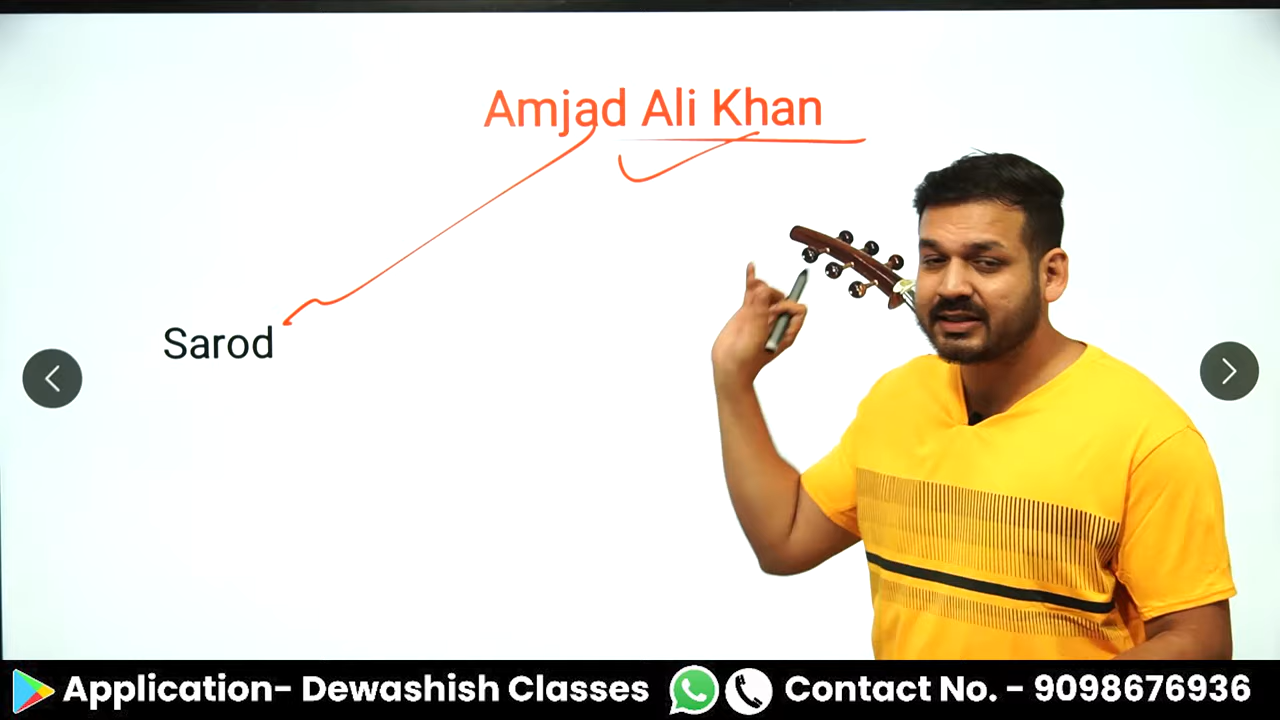 Amjad Ali Khan
Sarod
Application- Dewashish Classes
Contact No. - 9098676936